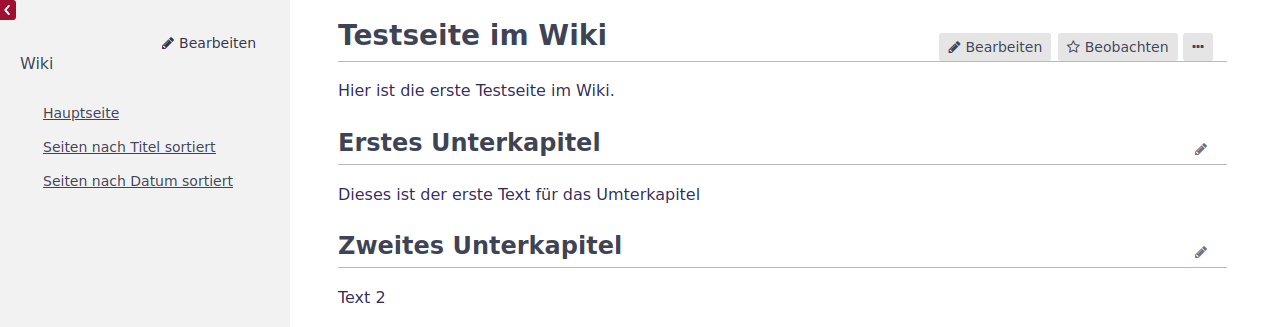 Bearbeiten
Wiki
Hauptseite
Seiten nach Titel sortiert
Seiten nach Datum sortiert
Testseite im Wiki
Bearbeiten
Beobachten
Hier ist die erste Testseite im Wiki.
Erstes Unterkapitel
Dieses ist der erste Text für das Umterkapitel
Zweites Unterkapitel
Text 2